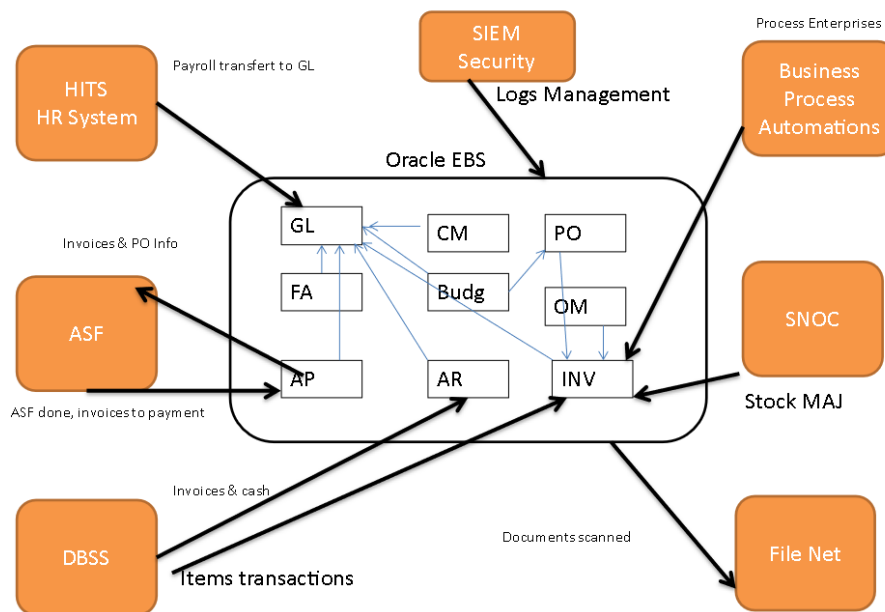 Process Enterprises
SIEM
Security
HITS
HR System
Payroll transfert to GL
Business
Process
Automations
Logs Management
Oracle EBS
GL
CM
PO
Invoices & PO Info
FA
Budg
OM
ASF
SNOC
AP
AR
INV
ASF done, invoices to payment
Stock MAJ
Invoices & cash
Documents scanned
DBSS
Items transactions
File Net